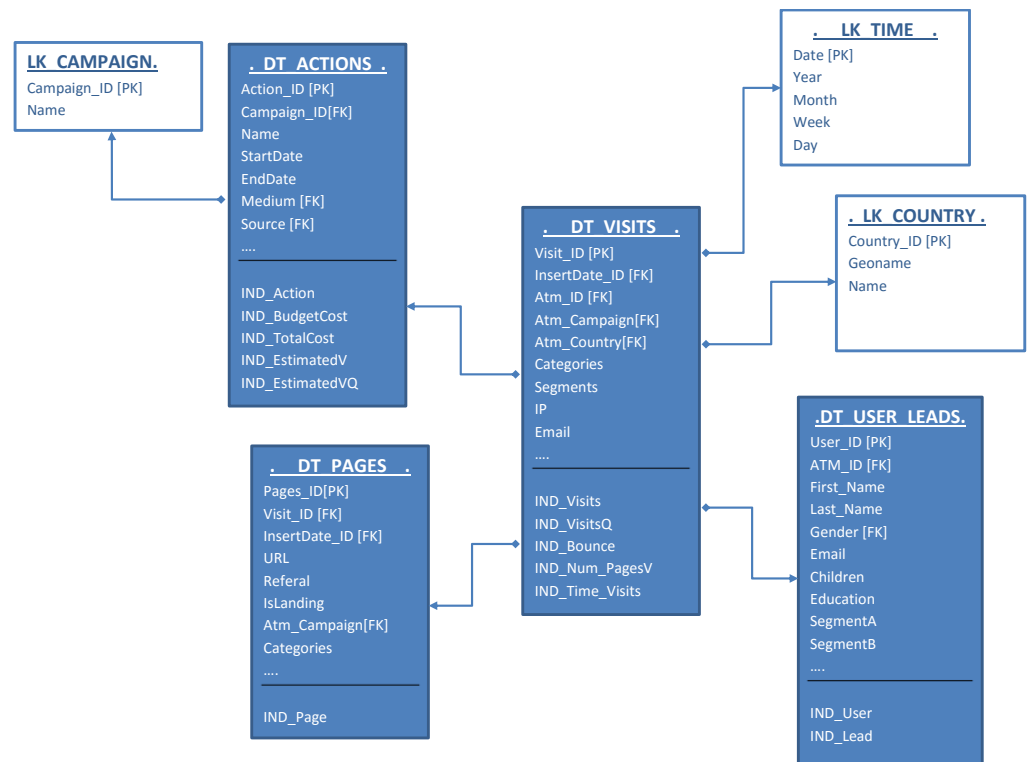 LK_CAMPAIGN.
Campaign_ID [PK]
Name
. DT_ACTIONS .
Action_ID [PK]
Campaign_ID[FK]
Name
StartDate
EndDate
Medium [FK]
Source [FK]
....
IND_Action
IND_BudgetCost
IND_TotalCost
IND_EstimatedV
IND_EstimatedVQ
. LK_TIME .
Date [PK]
Year
Month
Week
Day
. LK_COUNTRY .
Country_ID [PK]
Geoname
Name
. DT_VISITS .
Visit_ID [PK]
InsertDate_ID [FK]
Atm_ID [FK]
Atm_Campaign[FK]
Atm_Country[FK]
Categories
Segments
IP
Email
....
IND_Visits
IND_VisitsQ
IND_Bounce
IND_Num_PagesV
IND_Time_Visits
. DT_PAGES .
Pages_ID[PK]
Visit_ID [FK]
InsertDate_ID [FK]
URL
Referal
IsLanding
Atm_Campaign[FK]
Categories
....
IND_Page
.DT_USER_LEADS.
User_ID [PK]
ATM_ID [FK]
First_Name
Last_Name
Gender [FK]
Email
Children
Education
SegmentA
SegmentB
....
IND_User
IND_Lead